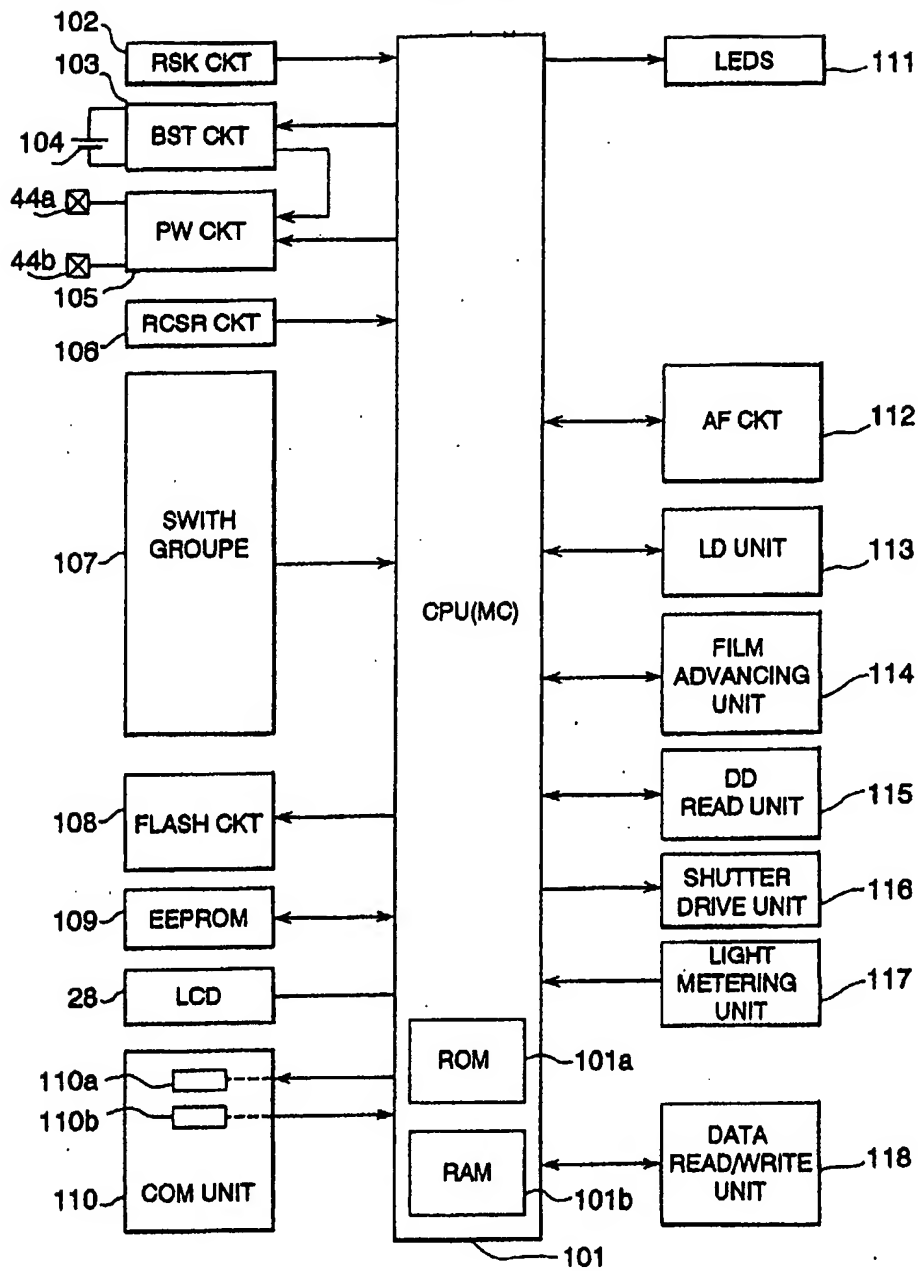 102
RSK CKT
103
BST CKT
104
44a
PW CKT
44b
105
RCSR CKT
106
SWITH
GROUPE
107
108
FLASH CKT
109
EEPROM
28
LCD
110a
110b
110
COM UNIT
CPU(MC)
ROM
101a
RAM
101b
101
LEDS
111
AF CKT
112
LD UNIT
113
FILM
ADVANCING
UNIT
114
DD
READ UNIT
115
SHUTTER
DRIVE UNIT
116
LIGHT
METERING
UNIT
117
DATA
READ/WRITE
UNIT
118